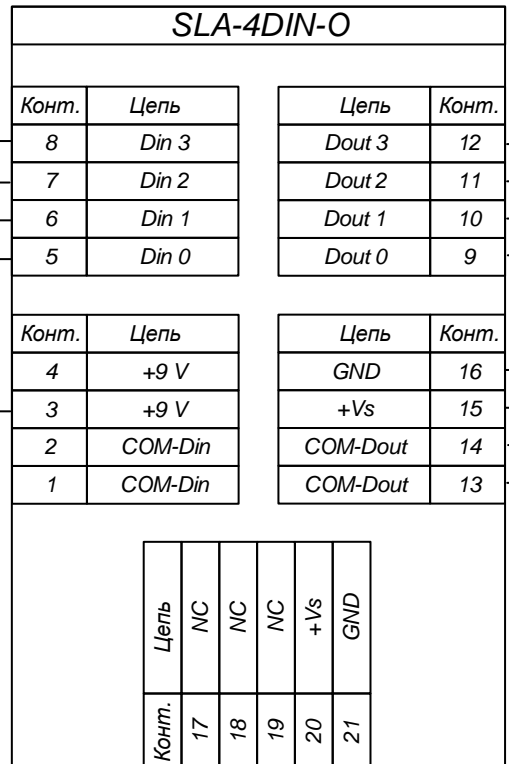 SLA-4DIN-O
Конт. Цепь Цепь Конт.
8 Din 3 Dout 3 12
7 Din 2 Dout 2 11
6 Din 1 Dout 1 10
5 Din 0 Dout 0 9
Конт. Цепь Цепь Конт.
4 +9 V GND 16
3 +9 V +Vs 15
2 COM-Din COM-Dout 14
1 COM-Din COM-Dout 13
Конт. Цепь
17 NC
18 NC
19 NC
20 +Vs
21 GND